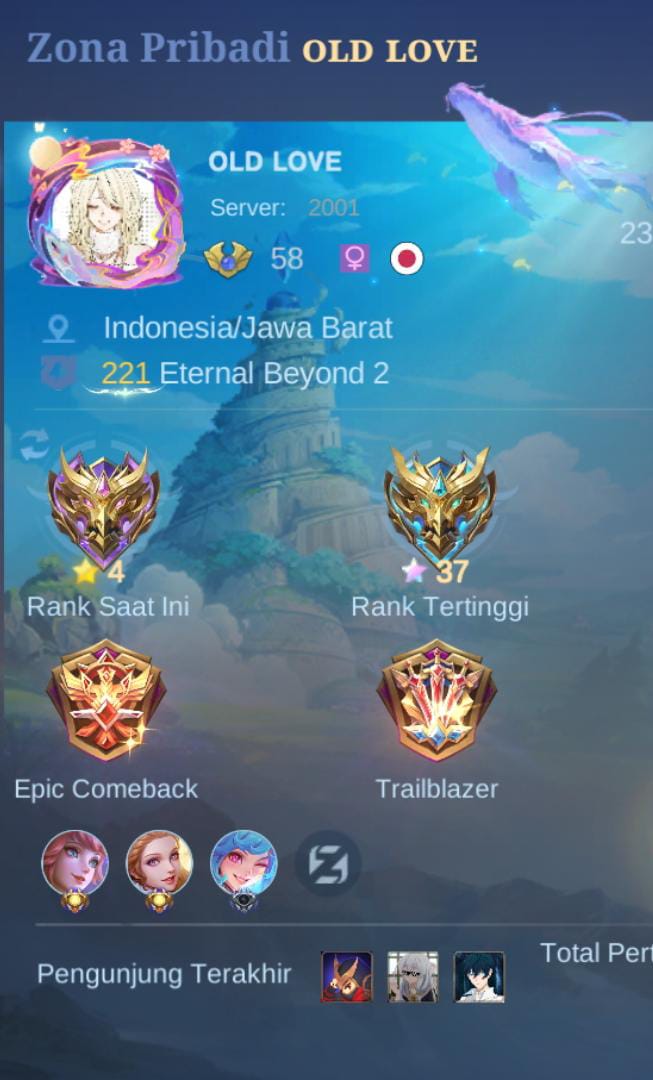 Zona Pribadi OLD LOVE
OLD LOVE
Server: 2001
23
58
Indonesia/Jawa Barat
221 Eternal Beyond 2
4
37
Rank Saat Ini
Rank Tertinggi
Epic Comeback
Trailblazer
Pengunjung Terakhir
Total Pert